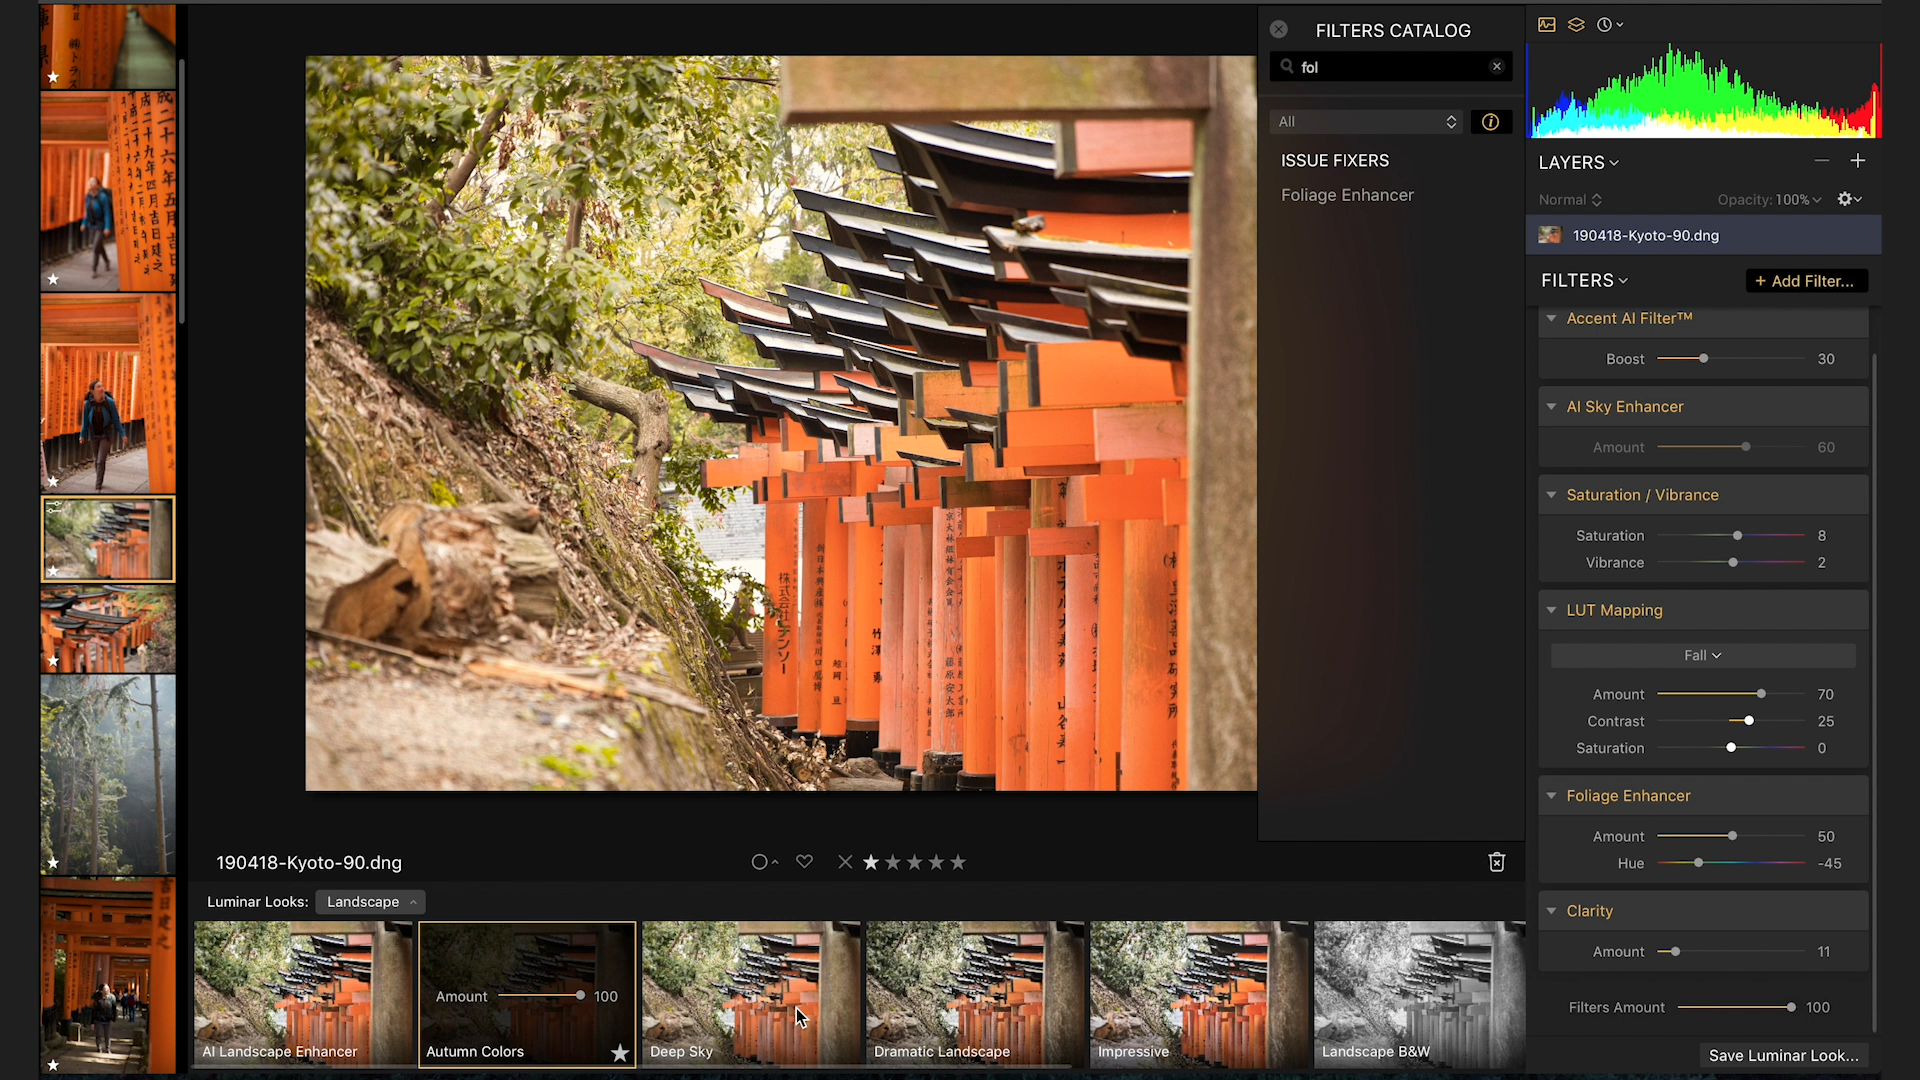 FILTERS CATALOG
fol
All
ISSUE FIXERS
Foliage Enhancer
LAYERS
Normal
Opacity: 100%
190418-Kyoto-90.dng
FILTERS
+ Add Filter...
Accent AI Filter™
Boost 30
AI Sky Enhancer
Amount 60
Saturation / Vibrance
Saturation 8
Vibrance 2
LUT Mapping
Fall
Amount 70
Contrast 25
Saturation 0
Foliage Enhancer
Amount 50
Hue -45
Clarity
Amount 11
Filters Amount 100
Save Luminar Look...
190418-Kyoto-90.dng
Luminar Looks: Landscape
Amount 100
AI Landscape Enhancer
Autumn Colors
Deep Sky
Dramatic Landscape
Impressive
Landscape B&W